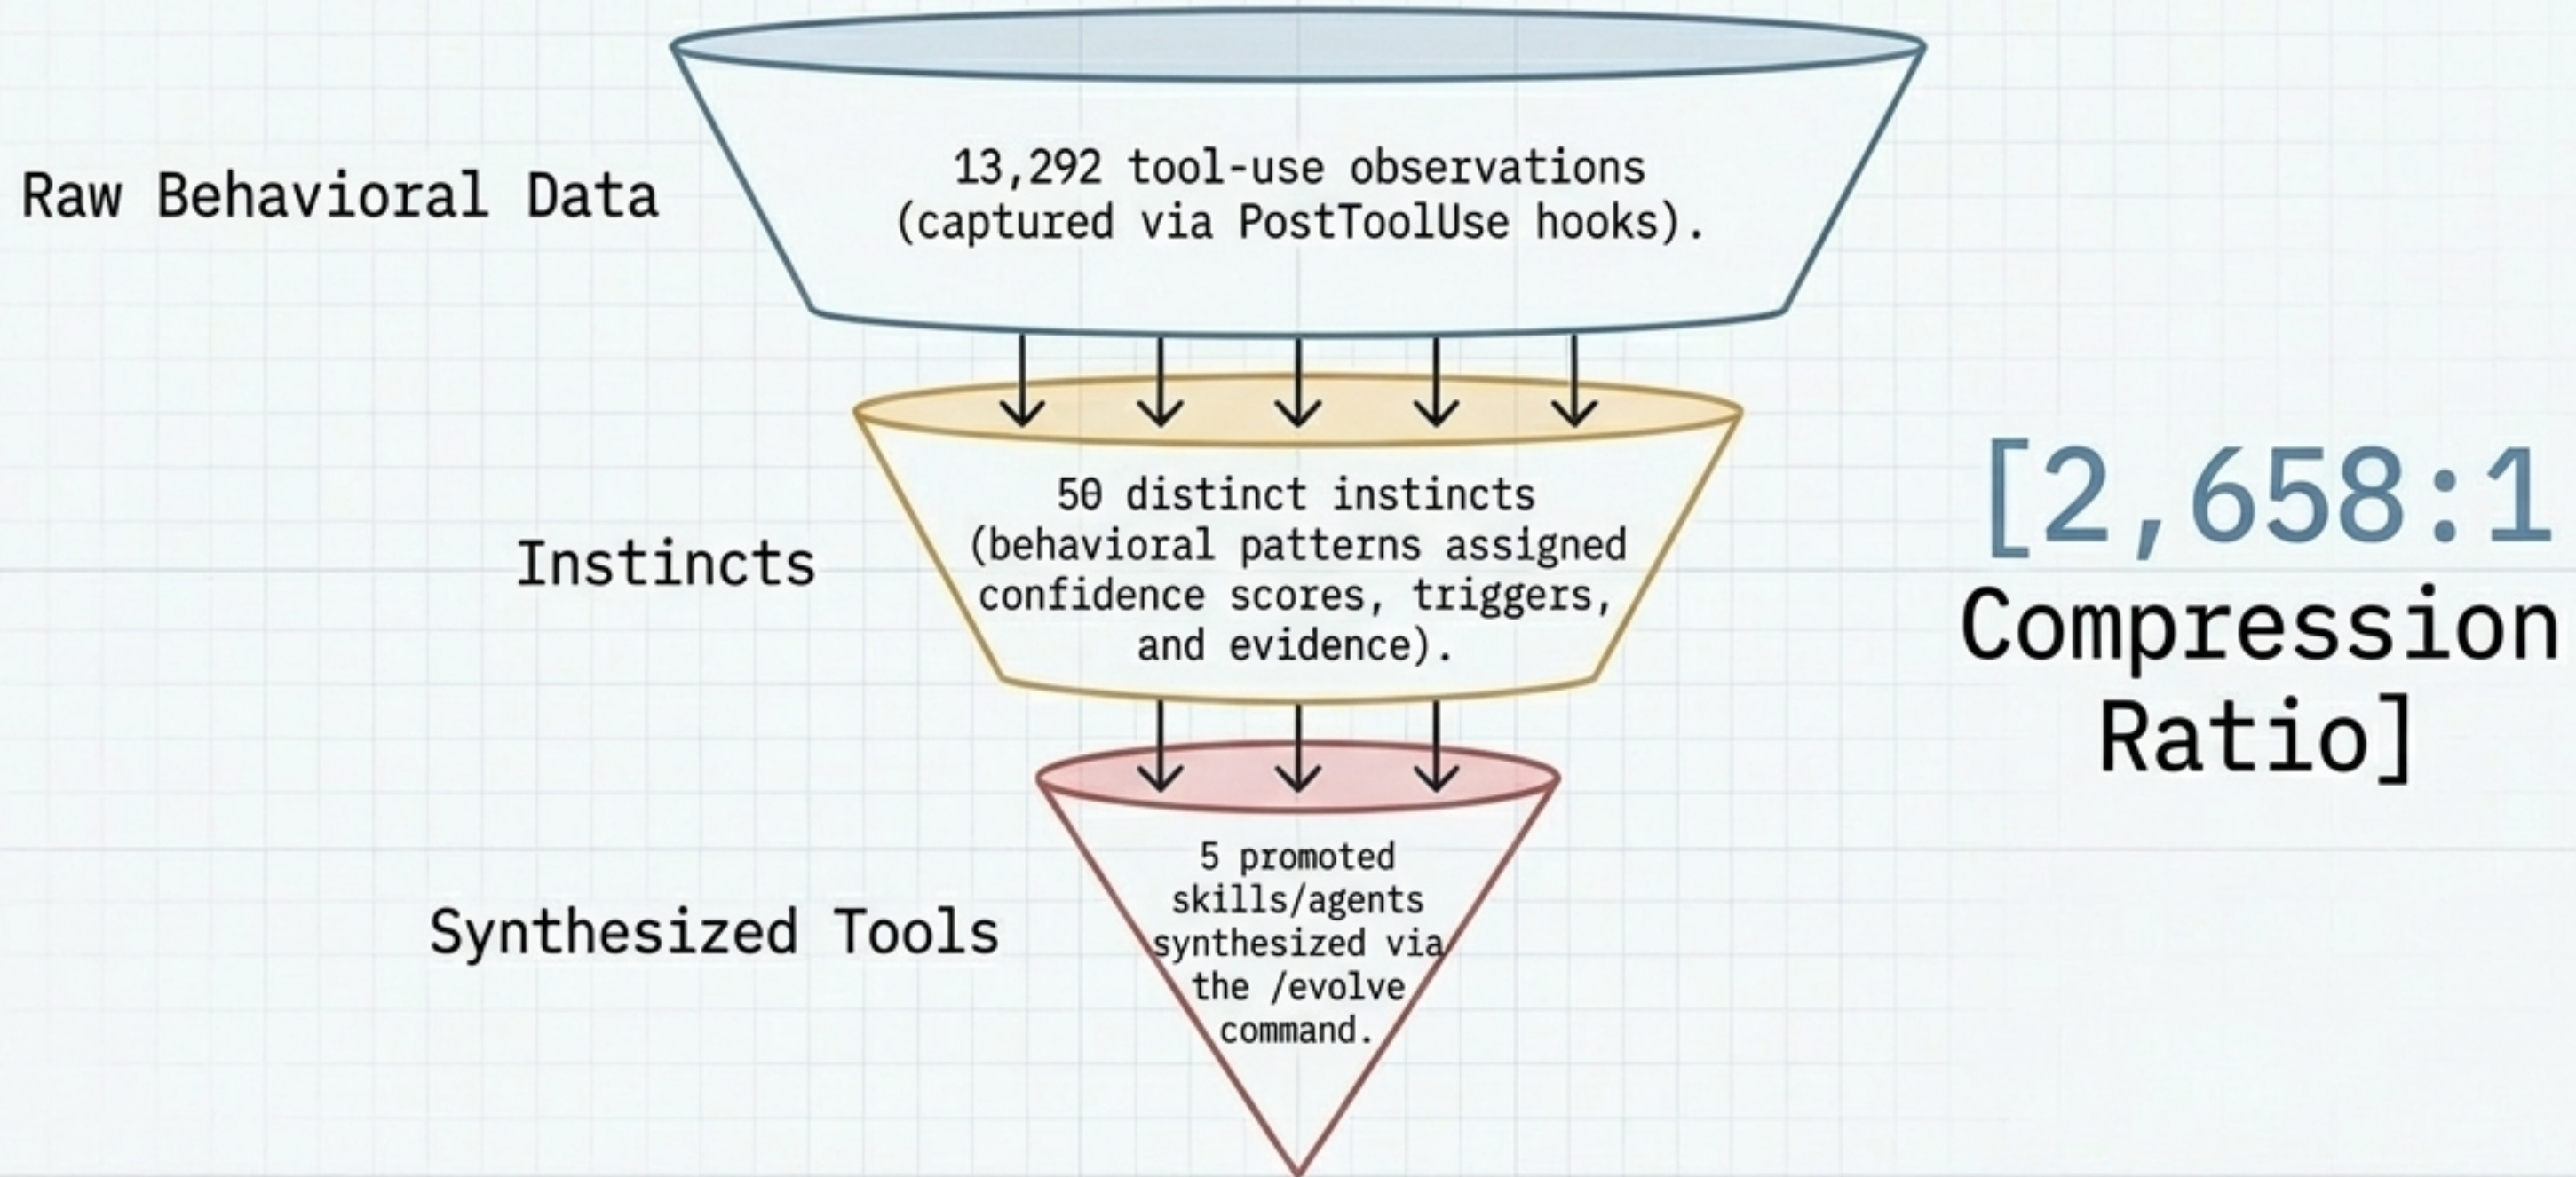 Raw Behavioral Data
13,292 tool-use observations
(captured via PostToolUse hooks).
Instincts
50 distinct instincts
(behavioral patterns assigned
confidence scores, triggers,
and evidence).
[2,658:1
Compression
Ratio]
Synthesized Tools
5 promoted
skills/agents
synthesized via
the /evolve
command.